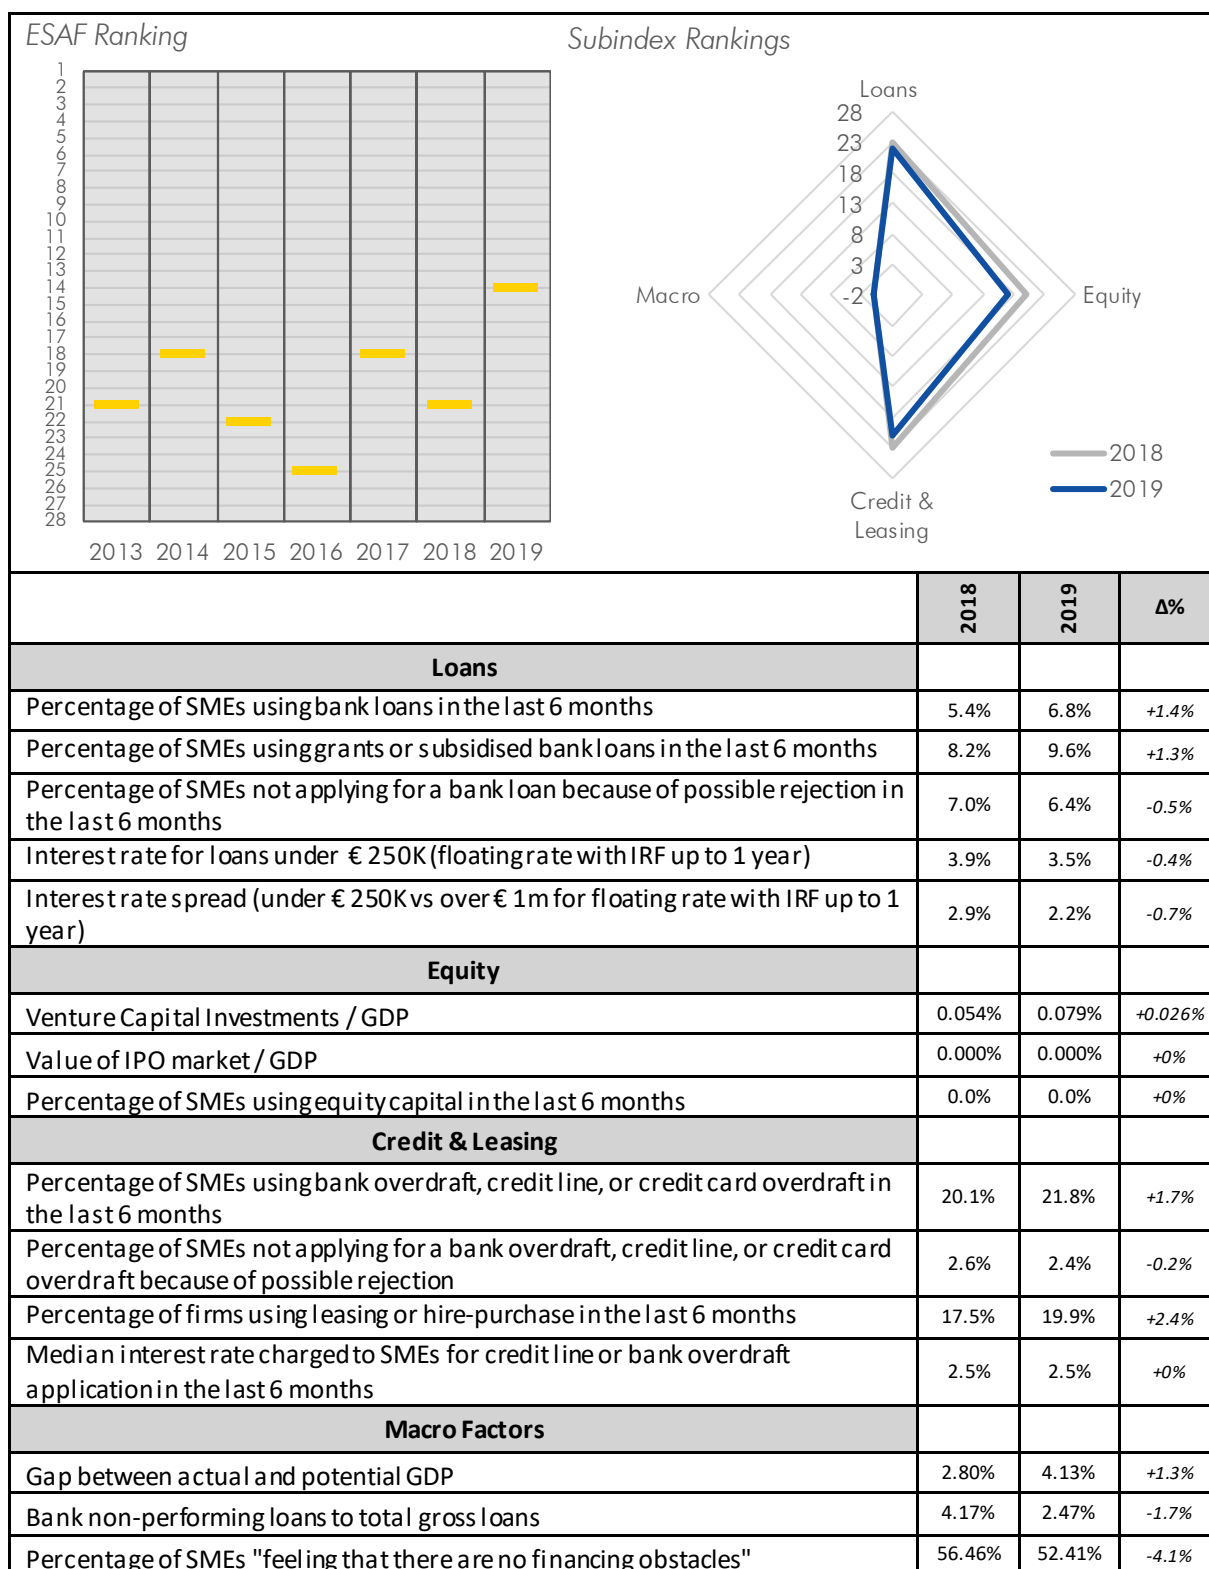 ESAF Ranking
Subindex Rankings
1
2
3
4
5
6
7
8
9
10
11
12
13
14
15
16
17
18
19
20
21
22
23
24
25
26
27
28
2013 2014 2015 2016 2017 2018 2019
Loans
28
23
18
13
8
3
-2
Macro
Equity
Credit &
Leasing
2018
2019
2018 2019 Δ%
Loans
Percentage of SMEs using bank loans in the last 6 months 5.4% 6.8% +1.4%
Percentage of SMEs using grants or subsidised bank loans in the last 6 months 8.2% 9.6% +1.3%
Percentage of SMEs not applying for a bank loan because of possible rejection in
the last 6 months 7.0% 6.4% -0.5%
Interest rate for loans under € 250K (floating rate with IRF up to 1 year) 3.9% 3.5% -0.4%
Interest rate spread (under € 250K vs over € 1m for floating rate with IRF up to 1
year) 2.9% 2.2% -0.7%
Equity
Venture Capital Investments / GDP 0.054% 0.079% +0.026%
Value of IPO market / GDP 0.000% 0.000% +0%
Percentage of SMEs using equity capital in the last 6 months 0.0% 0.0% +0%
Credit & Leasing
Percentage of SMEs using bank overdraft, credit line, or credit card overdraft in
the last 6 months 20.1% 21.8% +1.7%
Percentage of SMEs not applying for a bank overdraft, credit line, or credit card
overdraft because of possible rejection 2.6% 2.4% -0.2%
Percentage of firms using leasing or hire-purchase in the last 6 months 17.5% 19.9% +2.4%
Median interest rate charged to SMEs for credit line or bank overdraft
application in the last 6 months 2.5% 2.5% +0%
Macro Factors
Gap between actual and potential GDP 2.80% 4.13% +1.3%
Bank non-performing loans to total gross loans 4.17% 2.47% -1.7%
Percentage of SMEs "feeling that there are no financing obstacles" 56.46% 52.41% -4.1%